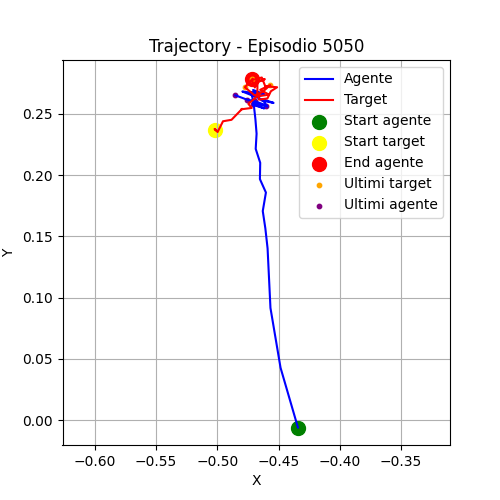 Trajectory - Episodio 5050
Agente
Target
Start agente
Start target
End agente
Ultimi target
Ultimi agente
Y
0.25
0.20
0.15
0.10
0.05
0.00
−0.60
−0.55
−0.50
−0.45
−0.40
−0.35
X